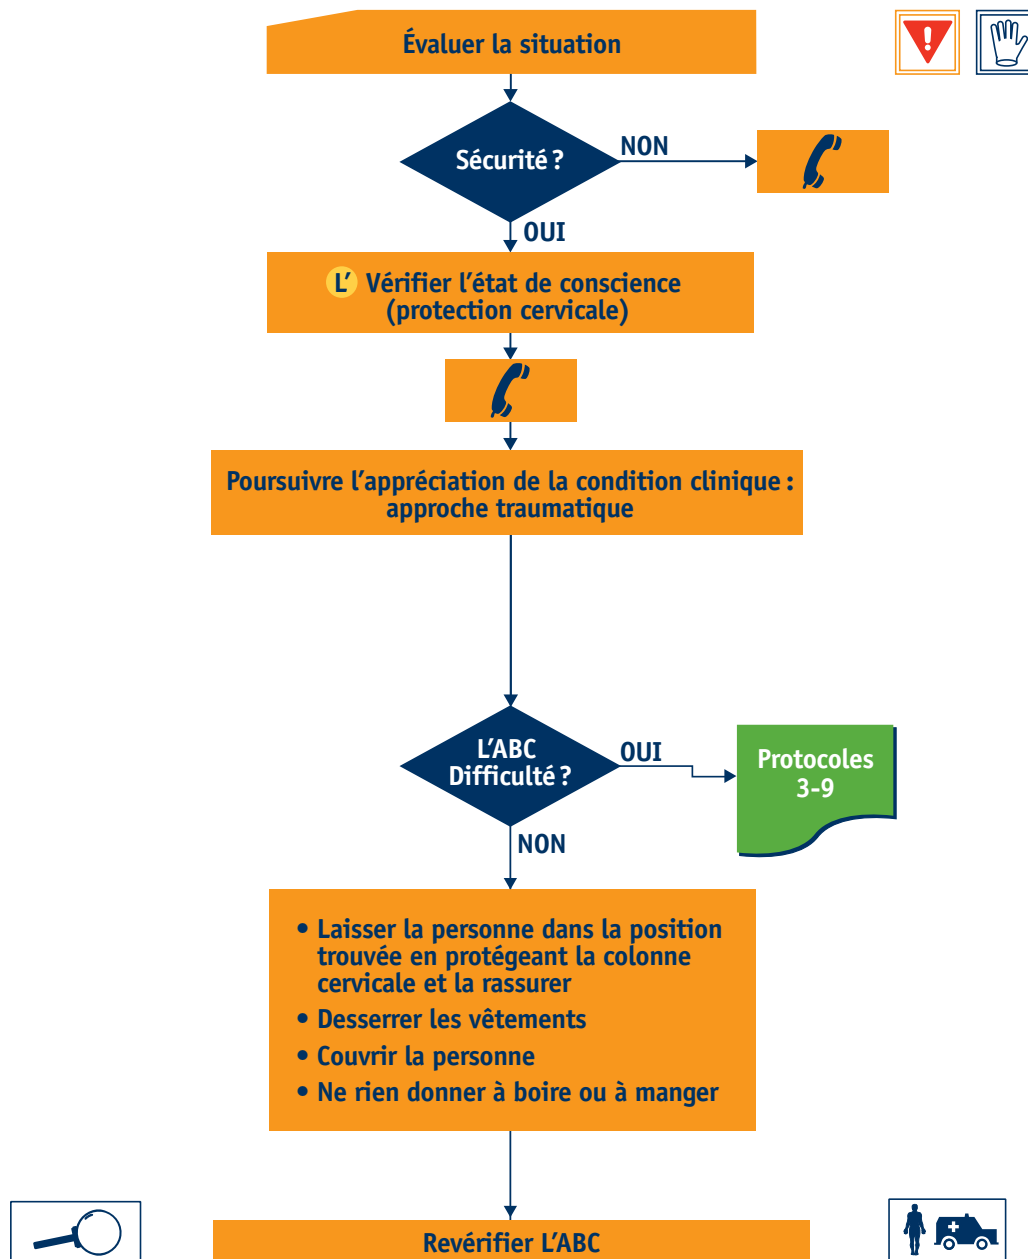 Évaluer la situation
Sécurité ?
NON
OUI
L’ Vérifier l’état de conscience
(protection cervicale)
Poursuivre l’appréciation de la condition clinique :
approche traumatique
L’ABC
Difficulté ?
OUI
Protocoles
3-9
NON
• Laisser la personne dans la position
trouvée en protégeant la colonne
cervicale et la rassurer
• Desserrer les vêtements
• Couvrir la personne
• Ne rien donner à boire ou à manger
Revérifier L’ABC